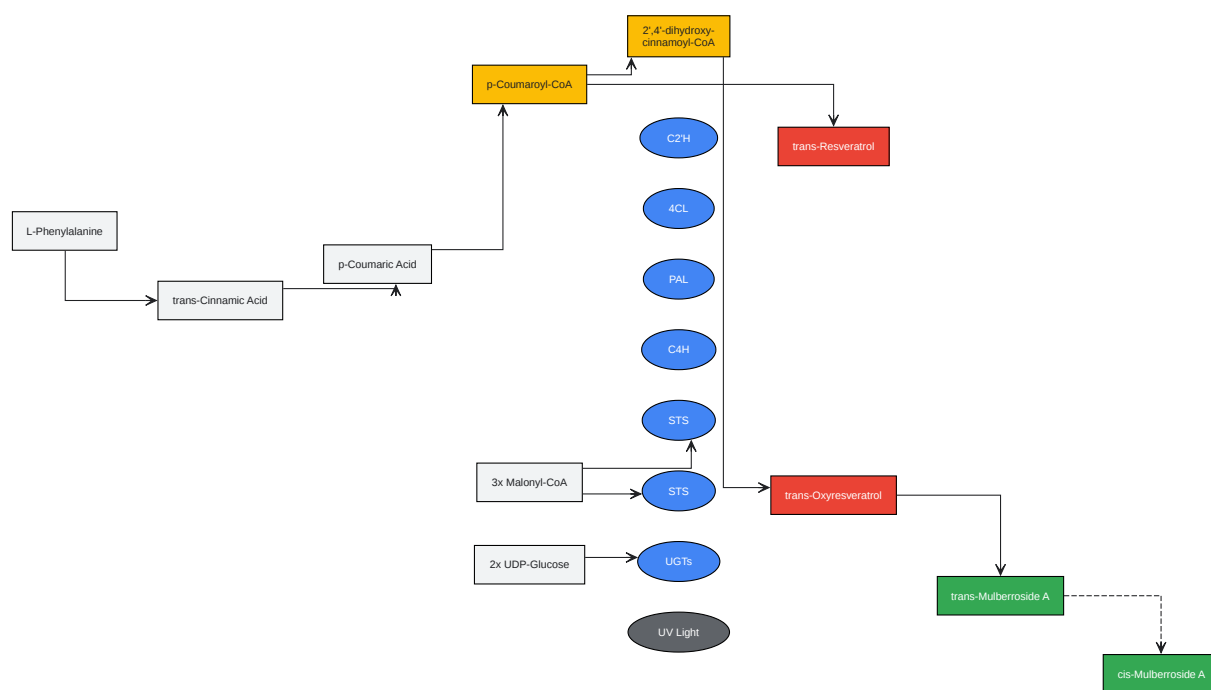 2',4'-dihydroxy-
cinnamoyl-CoA
p-Coumaroyl-CoA
C2'H
trans-Resveratrol
4CL
L-Phenylalanine
p-Coumaric Acid
PAL
trans-Cinnamic Acid
C4H
STS
3x Malonyl-CoA
STS
trans-Oxyresveratrol
UGTs
2x UDP-Glucose
trans-Mulberroside A
UV Light
cis-Mulberroside A